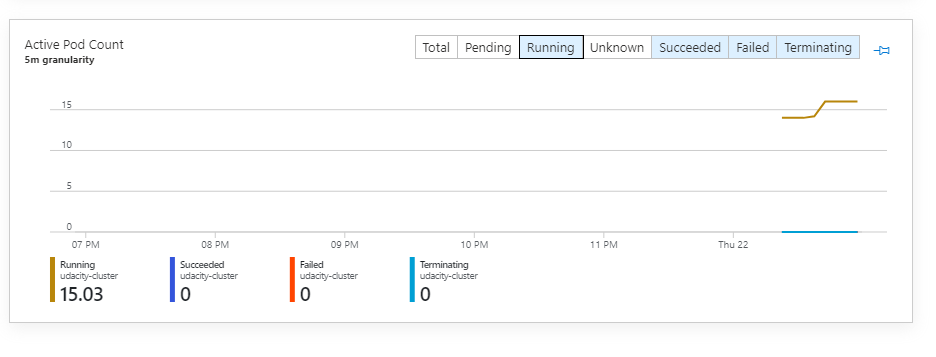 Active Pod Count
5m granularity
Total Pending Running Unknown Succeeded Failed Terminating
15
10
5
0
07 PM 08 PM 09 PM 10 PM 11 PM Thu 22
Running Succeeded Failed Terminating
udacity-cluster udacity-cluster udacity-cluster udacity-cluster
15.03 0 0 0